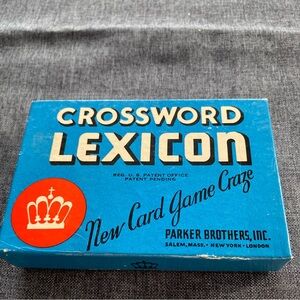 CROSSWORD
LEXICON
REG. U. S. PATENT OFFICE
PATENT PENDING
New Card Game Craze
PARKER BROTHERS, INC.
SALEM, MASS. • NEW YORK • LONDON